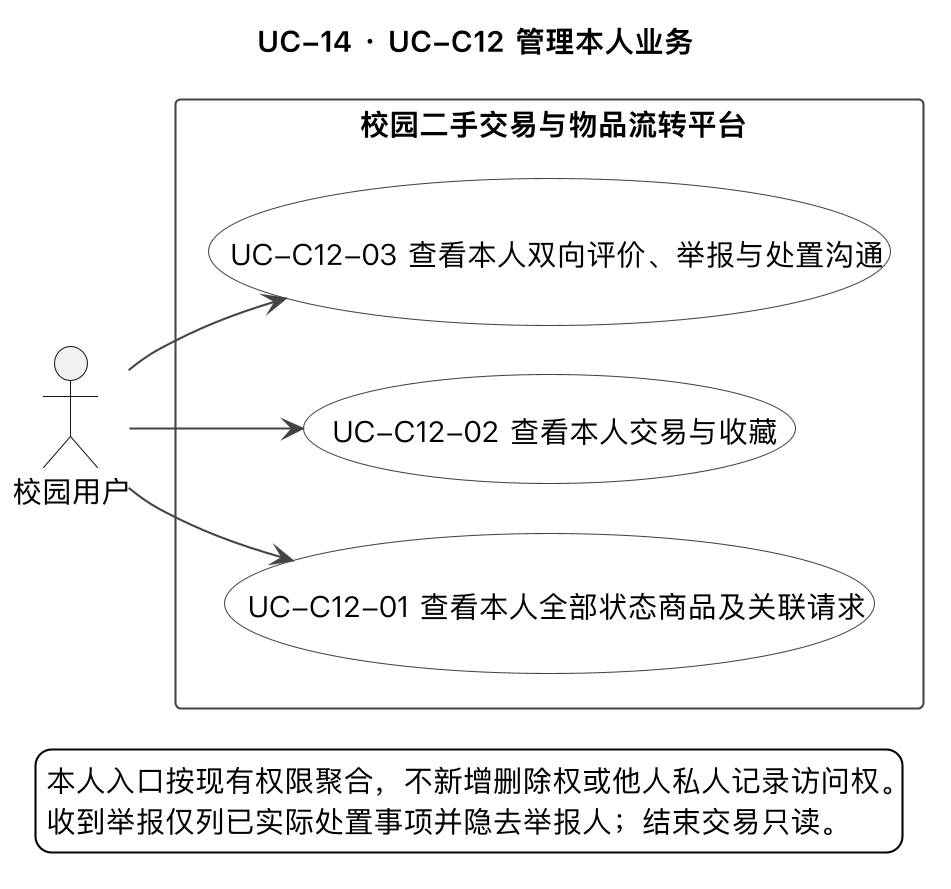 UC-14 · UC-C12 管理本人业务
校园二手交易与物品流转平台
UC-C12-03 查看本人双向评价、举报与处置沟通
UC-C12-02 查看本人交易与收藏
校园用户
UC-C12-01 查看本人全部状态商品及关联请求
本人入口按现有权限聚合，不新增删除权或他人私人记录访问权。
收到举报仅列已实际处置事项并隐去举报人；结束交易只读。